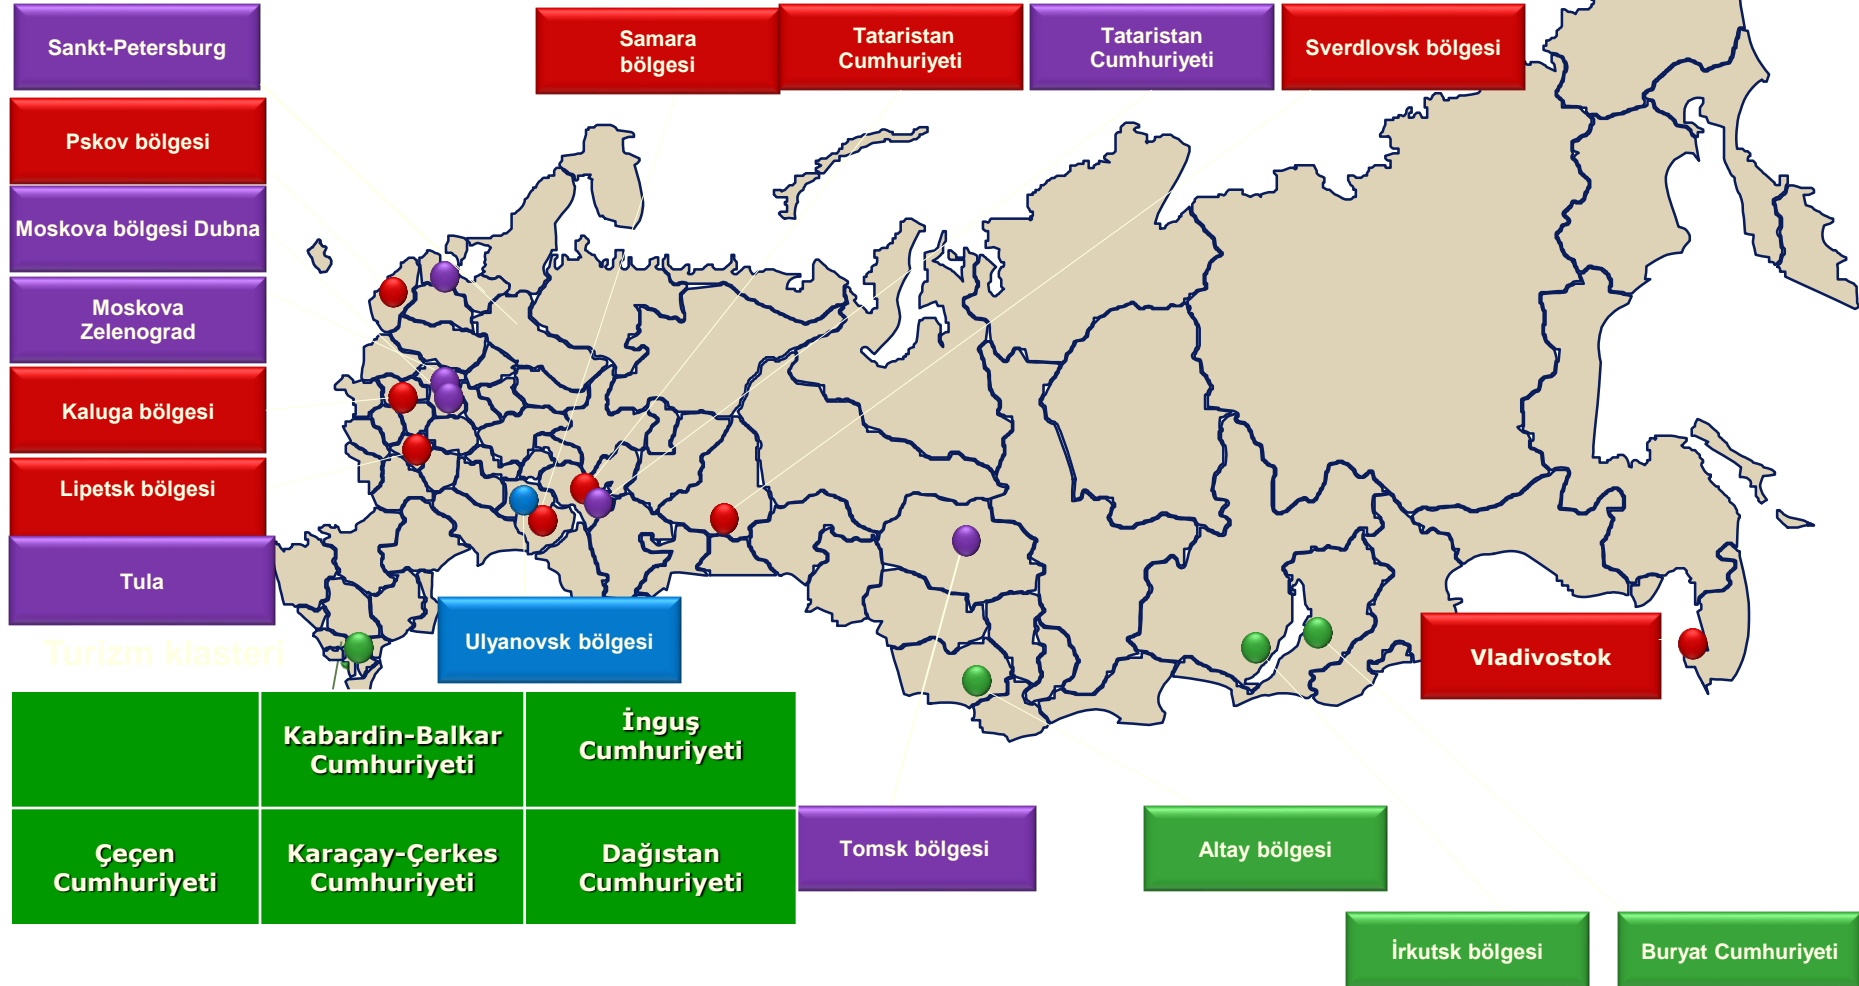 Sankt-Petersburg
Samara
bölgesi
Tataristan
Cumhuriyeti
Tataristan
Cumhuriyeti
Sverdlovsk bölgesi
Pskov bölgesi
Moskova bölgesi Dubna
Moskova
Zelenograd
Kaluga bölgesi
Lipetsk bölgesi
Tula
Ulyanovsk bölgesi
Vladivostok
Turizm klasteri
Kabardin-Balkar
Cumhuriyeti
İnguş
Cumhuriyeti
Çeçen
Cumhuriyeti
Karaçay-Çerkes
Cumhuriyeti
Dağıstan
Cumhuriyeti
Tomsk bölgesi
Altay bölgesi
İrkutsk bölgesi
Buryat Cumhuriyeti